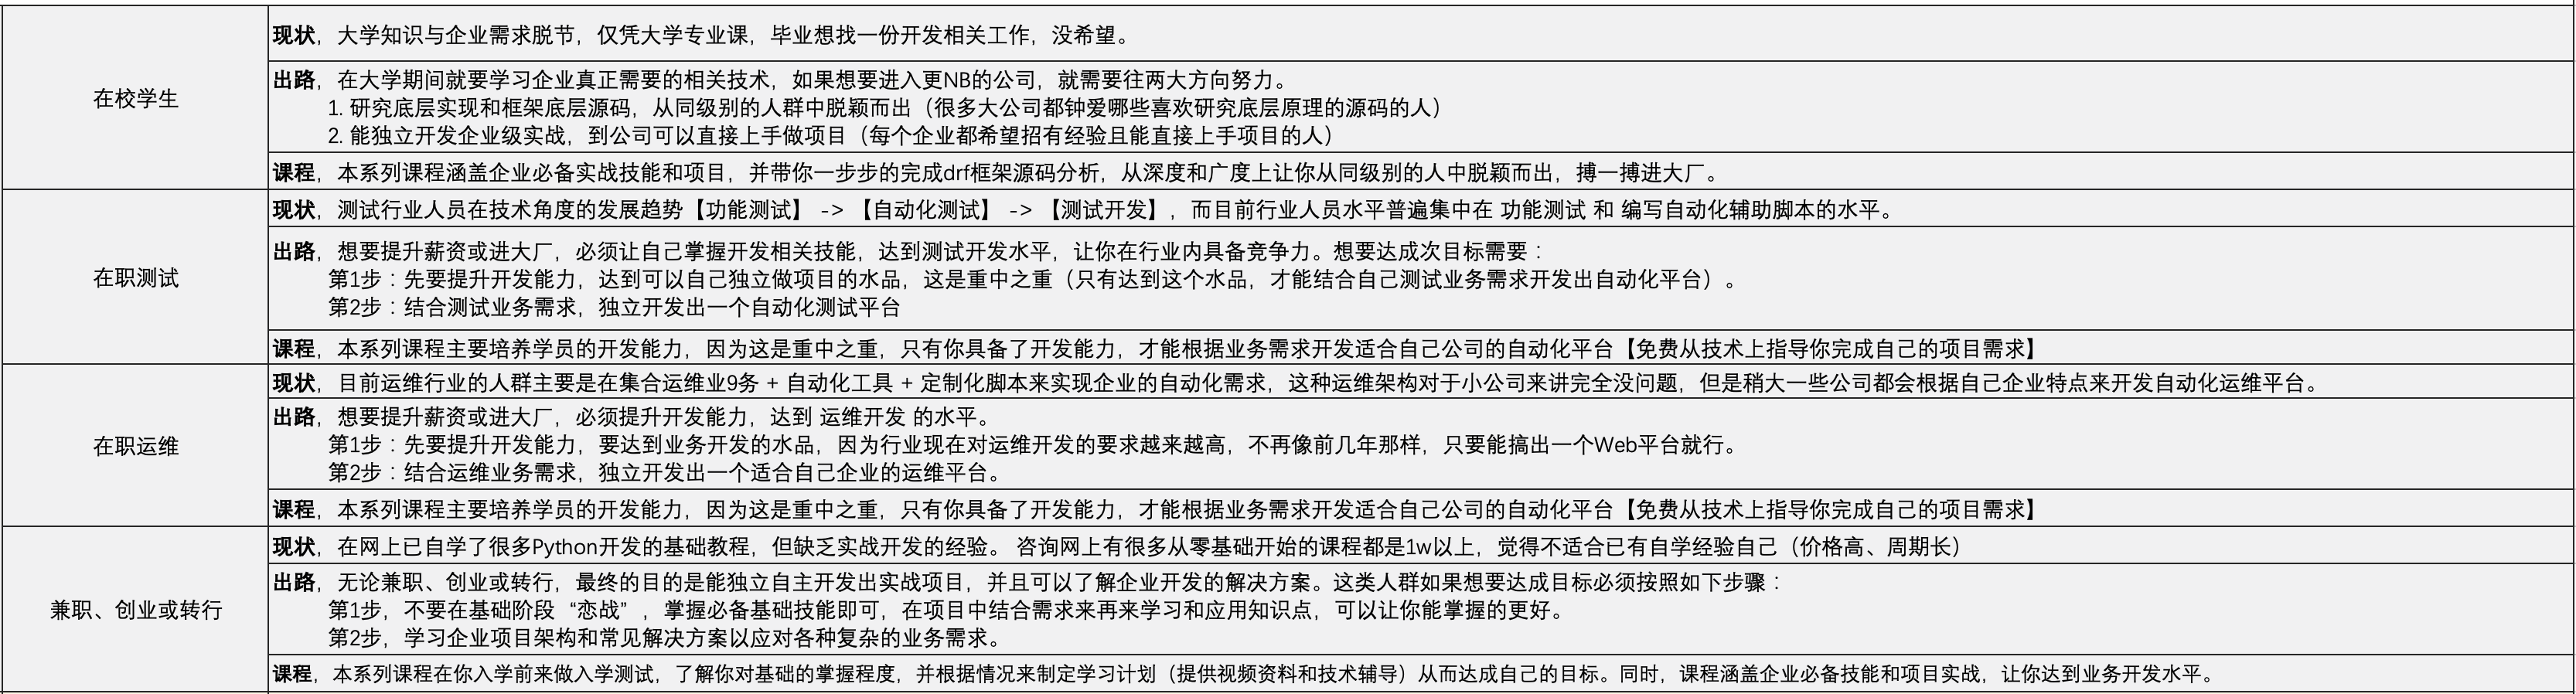 在校学生
现状，大学知识与企业需求脱节，仅凭大学专业课，毕业想找一份开发相关工作，没希望。
出路，在大学期间就要学习企业真正需要的相关技术，如果想要进入更NB的公司，就需要往两大方向努力。
1. 研究底层实现和框架底层源码，从同级别的人群中脱颖而出（很多大公司都钟爱哪些喜欢研究底层原理的源码的人）
2. 能独立开发企业级实战，到公司可以直接上手做项目（每个企业都希望招有经验且能直接上手项目的人）
课程，本系列课程涵盖企业必备实战技能和项目，并带你一步步的完成drf框架源码分析，从深度和广度上让你从同级别的人中脱颖而出，搏一搏进大厂。
在职测试
现状，测试行业人员在技术角度的发展趋势【功能测试】 -> 【自动化测试】 -> 【测试开发】，而目前行业人员水平普遍集中在 功能测试 和 编写自动化辅助脚本的水平。
出路，想要提升薪资或进大厂，必须让自己掌握开发相关技能，达到测试开发水平，让你在行业内具备竞争力。想要达成次目标需要：
第1步：先要提升开发能力，达到可以自己独立做项目的水品，这是重中之重（只有达到这个水品，才能结合自己测试业务需求开发出自动化平台）。
第2步：结合测试业务需求，独立开发出一个自动化测试平台
课程，本系列课程主要培养学员的开发能力，因为这是重中之重，只有你具备了开发能力，才能根据业务需求开发适合自己公司的自动化平台【免费从技术上指导你完成自己的项目需求】
在职运维
现状，目前运维行业的人群主要是在集合运维业9务 + 自动化工具 + 定制化脚本来实现企业的自动化需求，这种运维架构对于小公司来讲完全没问题，但是稍大一些公司都会根据自己企业特点来开发自动化运维平台。
出路，想要提升薪资或进大厂，必须提升开发能力，达到 运维开发 的水平。
第1步：先要提升开发能力，要达到业务开发的水品，因为行业现在对运维开发的要求越来越高，不再像前几年那样，只要能搞出一个Web平台就行。
第2步：结合运维业务需求，独立开发出一个适合自己企业的运维平台。
课程，本系列课程主要培养学员的开发能力，因为这是重中之重，只有你具备了开发能力，才能根据业务需求开发适合自己公司的自动化平台【免费从技术上指导你完成自己的项目需求】
兼职、创业或转行
现状，在网上已自学了很多Python开发的基础教程，但缺乏实战开发的经验。 咨询网上有很多从零基础开始的课程都是1w以上，觉得不适合已有自学经验自己（价格高、周期长）
出路，无论兼职、创业或转行，最终的目的是能独立自主开发出实战项目，并且可以了解企业开发的解决方案。这类人群如果想要达成目标必须按照如下步骤：
第1步，不要在基础阶段“恋战”，掌握必备基础技能即可，在项目中结合需求来再来学习和应用知识点，可以让你能掌握的更好。
第2步，学习企业项目架构和常见解决方案以应对各种复杂的业务需求。
课程，本系列课程在你入学前来做入学测试，了解你对基础的掌握程度，并根据情况来制定学习计划（提供视频资料和技术辅导）从而达成自己的目标。同时，课程涵盖企业必备技能和项目实战，让你达到业务开发水平。